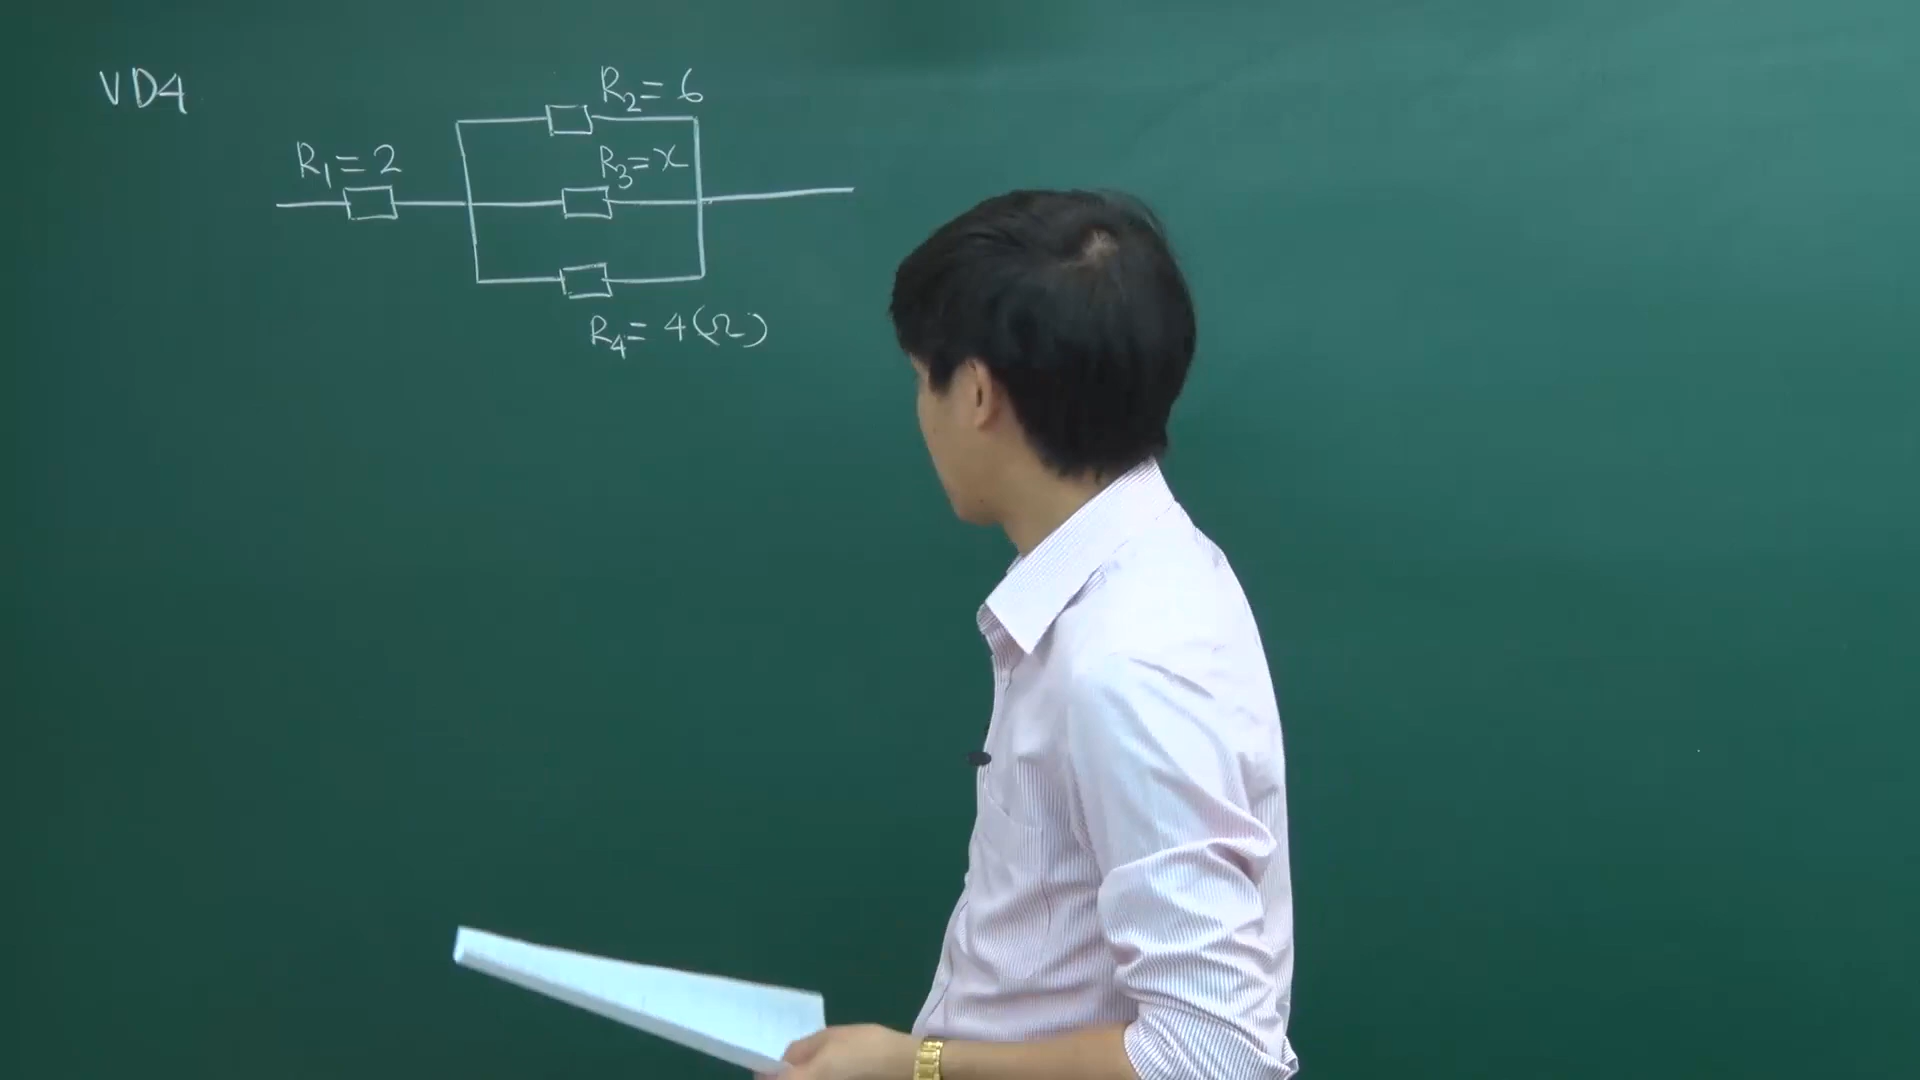 VD4
R₂ = 6
R₁ = 2
R₃ = x
R₄ = 4(Ω)